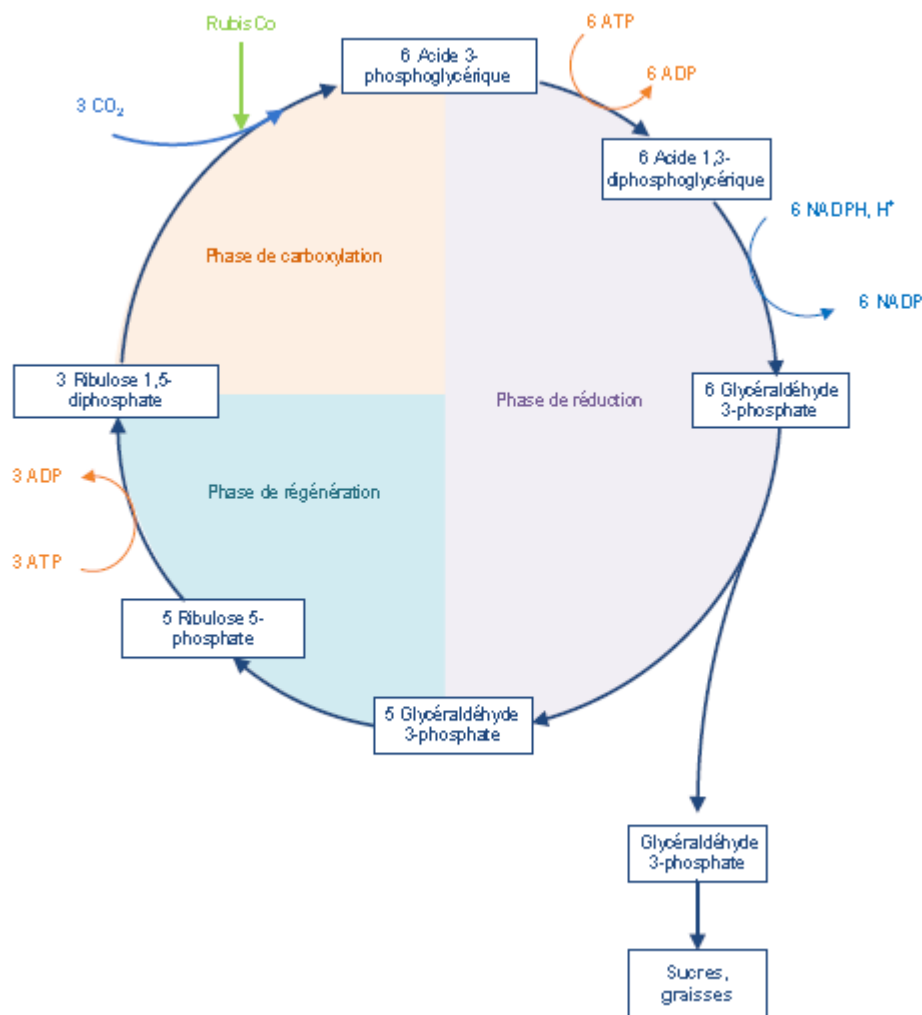 RubisCo
6 ATP
6 Acide 3-
phosphoglycérique
6 ADP
3 CO₂
6 Acide 1,3-
diphosphoglycérique
6 NADPH, H⁺
Phase de carboxylation
6 NADP
3 Ribulose 1,5-
diphosphate
Phase de réduction
6 Glycéraldéhyde
3-phosphate
3 ADP
Phase de régénération
3 ATP
5 Ribulose 5-
phosphate
5 Glycéraldéhyde
3-phosphate
Glycéraldéhyde
3-phosphate
Sucres,
graisses